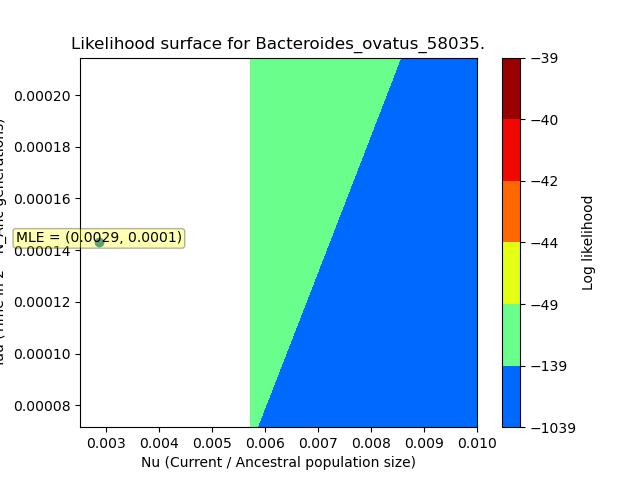 Likelihood surface for Bacteroides_ovatus_58035.
0.00020
0.00018
0.00016
0.00014
0.00012
0.00010
0.00008
MLE = (0.0029, 0.0001)
0.003 0.004 0.005 0.006 0.007 0.008 0.009 0.010
Nu (Current / Ancestral population size)
−39
−40
−42
−44
−49
−139
−1039
Log likelihood